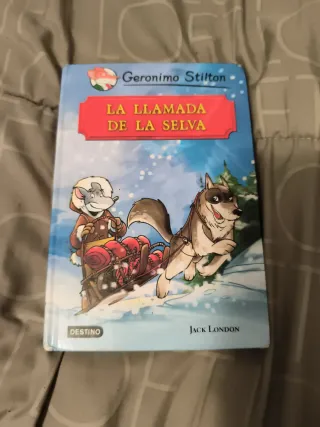 Geronimo Stilton
LA LLAMADA
DE LA SELVA
DESTINO
JACK LONDON